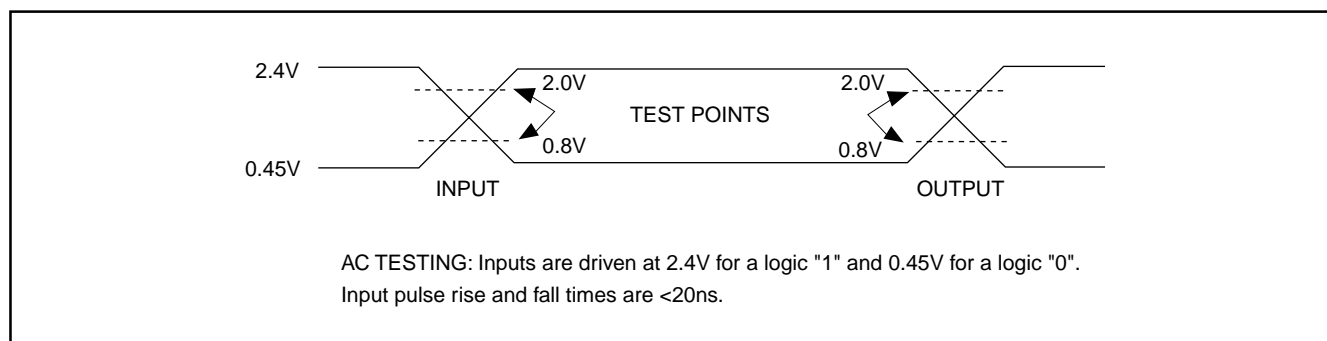 2.4V
2.0V
2.0V
TEST POINTS
0.8V
0.8V
0.45V
INPUT
OUTPUT
AC TESTING: Inputs are driven at 2.4V for a logic "1" and 0.45V for a logic "0".
Input pulse rise and fall times are <20ns.